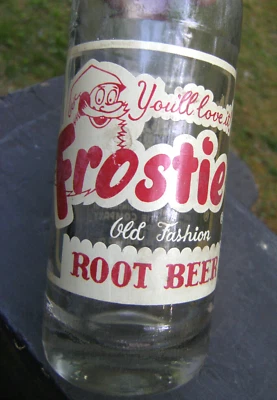 You'll love it
Frostie
Old Fashion
ROOT BEER